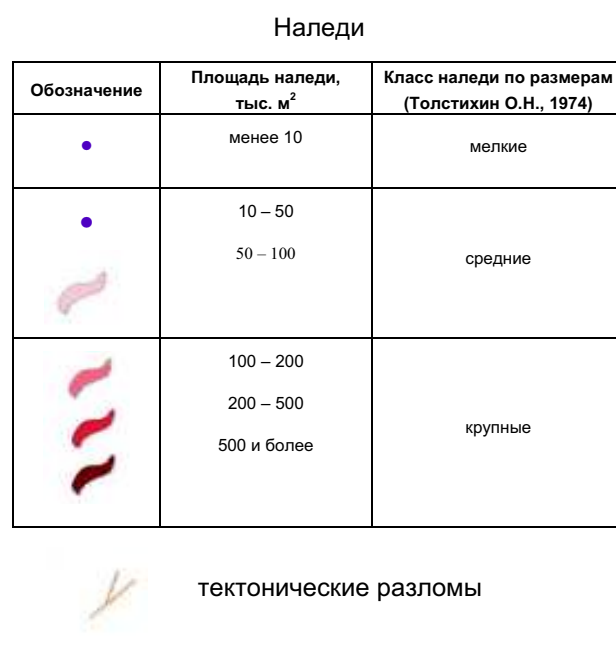 Наледи
Обозначение
Площадь наледи,
тыс. м²
Класс наледи по размерам
(Толстихин О.Н., 1974)
менее 10
мелкие
10 – 50
50 – 100
средние
100 – 200
200 – 500
500 и более
крупные
тектонические разломы